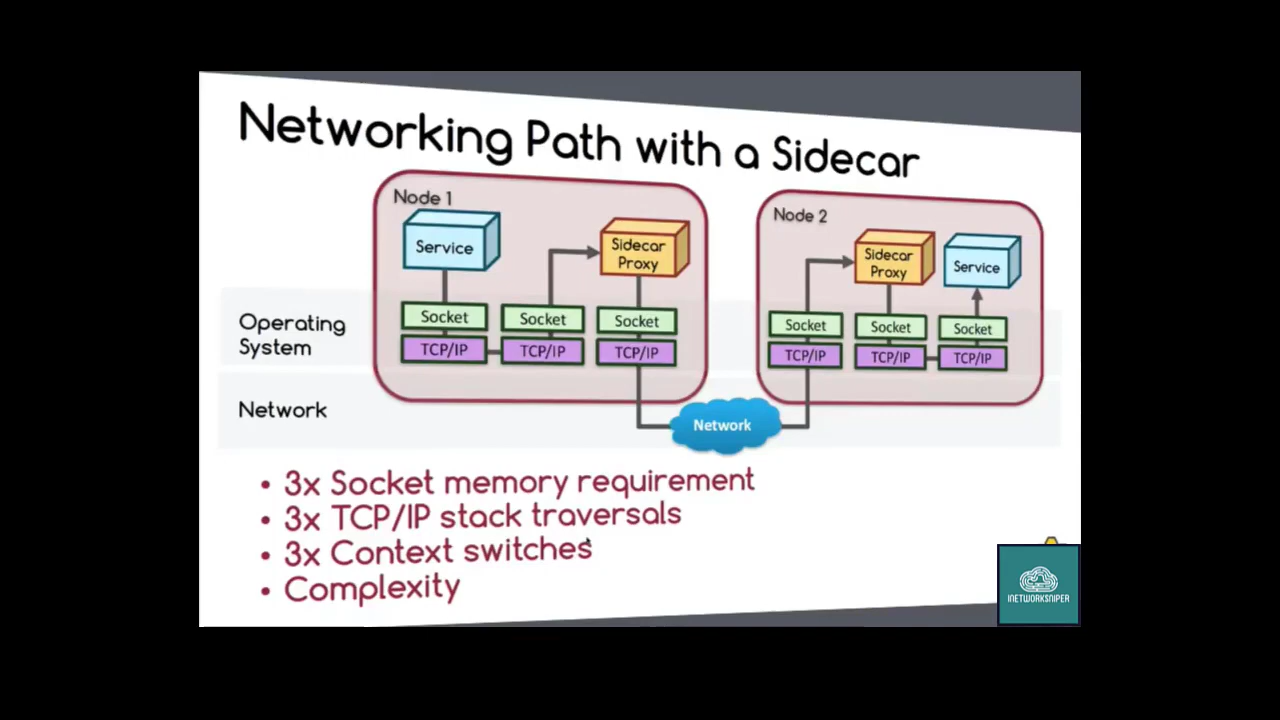 Networking Path with a Sidecar
Node 1
Service
Sidecar
Proxy
Node 2
Sidecar
Proxy
Service
Operating
System
Socket
Socket
Socket
TCP/IP
TCP/IP
TCP/IP
Socket
Socket
Socket
TCP/IP
TCP/IP
TCP/IP
Network
Network
• 3x Socket memory requirement
• 3x TCP/IP stack traversals
• 3x Context switches
• Complexity
INETWORKSNIPER